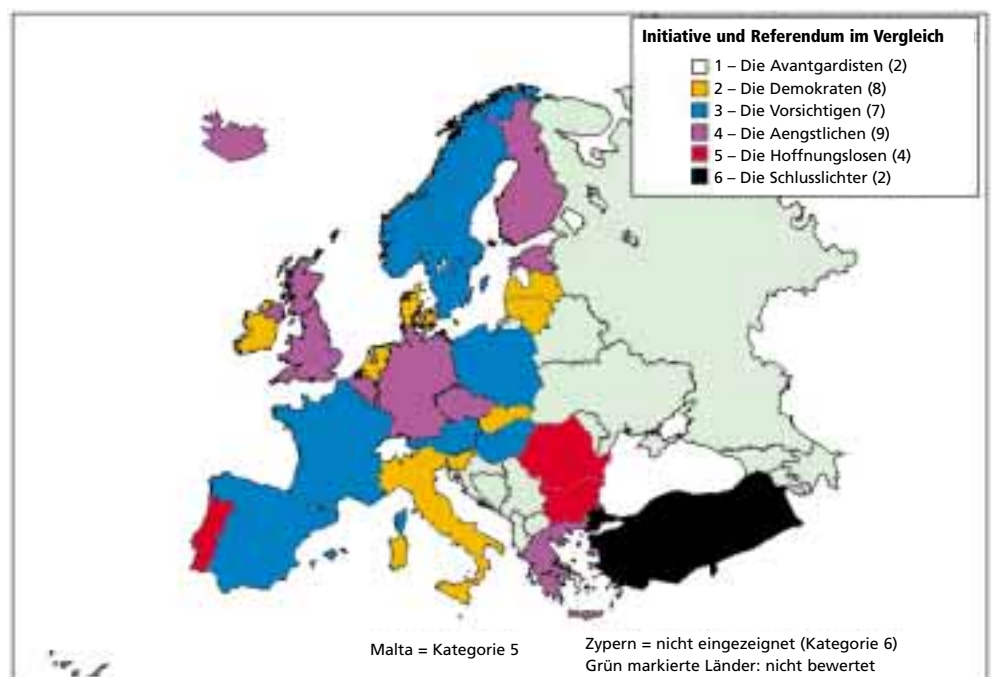 Initiative und Referendum im Vergleich
1 – Die Avantgardisten (2)
2 – Die Demokraten (8)
3 – Die Vorsichtigen (7)
4 – Die Aengstlichen (9)
5 – Die Hoffnungslosen (4)
6 – Die Schlusslichter (2)
Malta = Kategorie 5
Zypern = nicht eingezeignet (Kategorie 6)
Grün markierte Länder: nicht bewertet